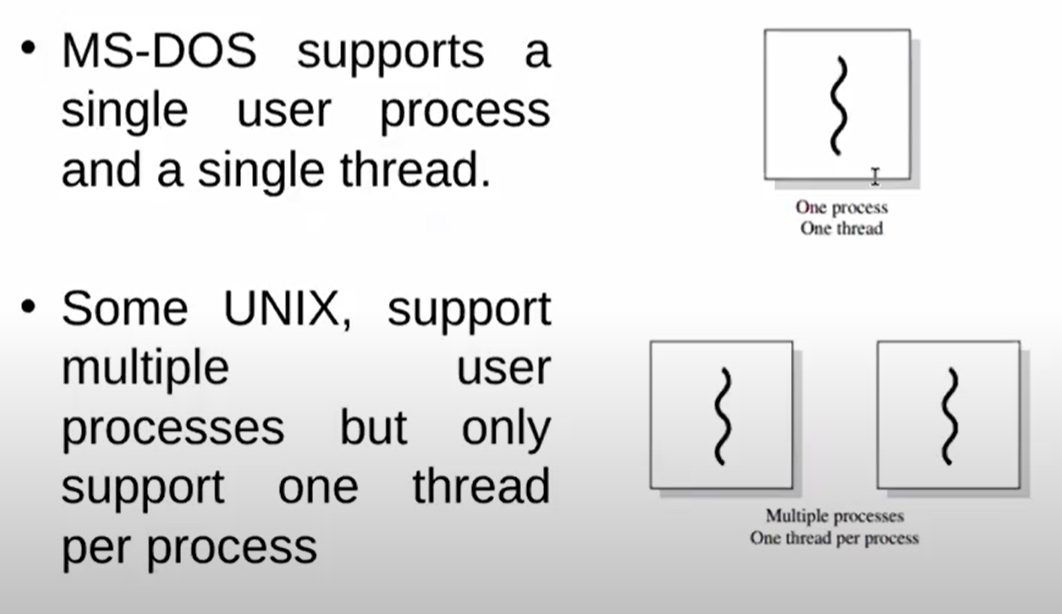 • MS-DOS supports a
single user process
and a single thread.
One process
One thread
• Some UNIX, support
multiple user
processes but only
support one thread
per process
Multiple processes
One thread per process